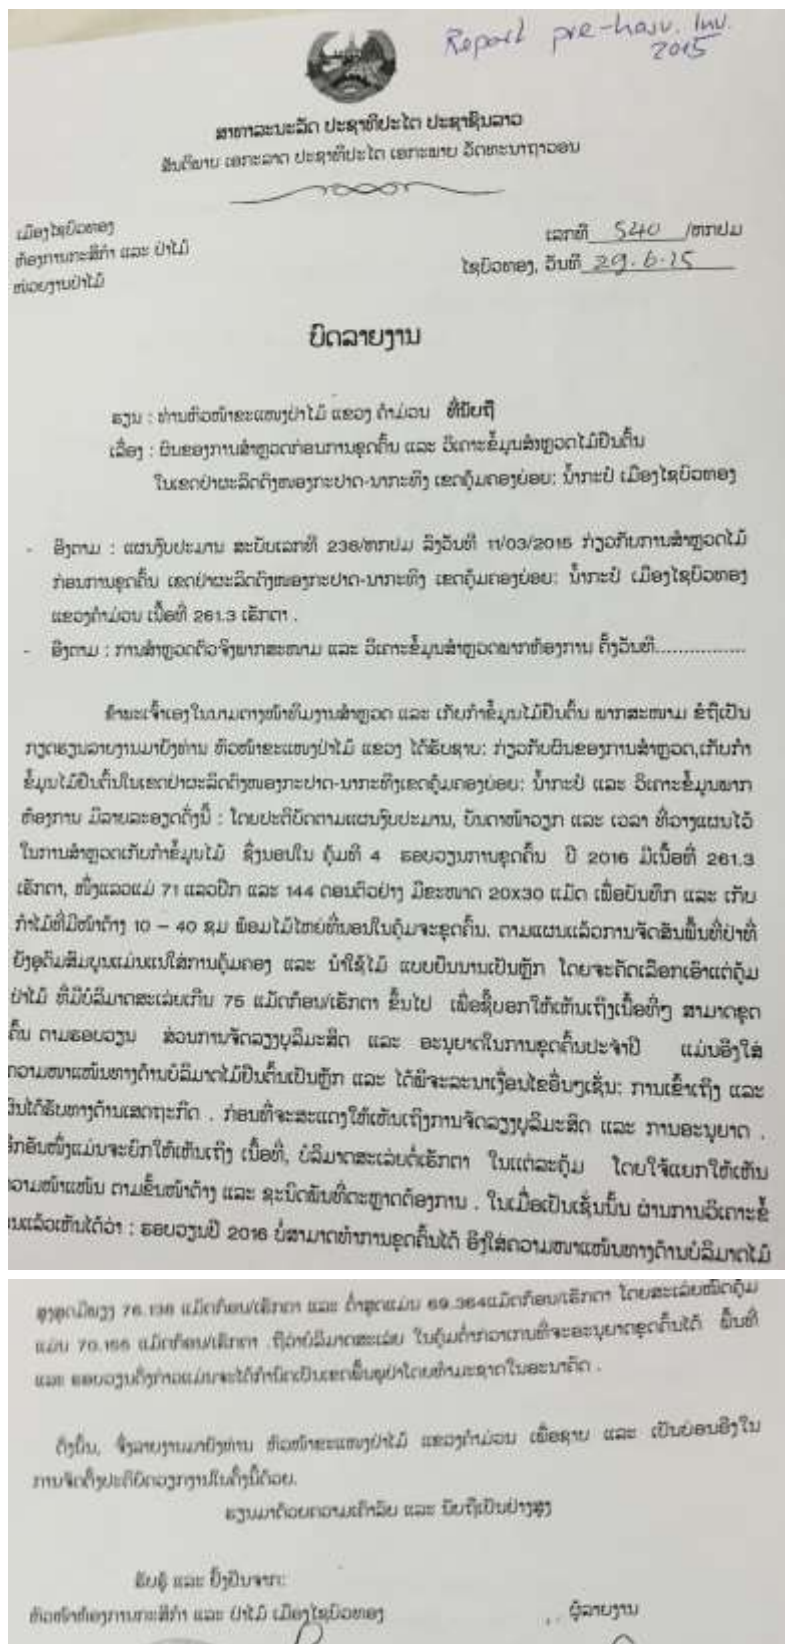 Report pre-harv. Inv.
2015
ສາທາລະນະລັດ ປະຊາທິປະໄຕ ປະຊາຊົນລາວ
ສັນຕິພາບ ເອກະລາດ ປະຊາທິປະໄຕ ເອກະພາບ ວັດທະນາຖາວອນ
ເມືອງໄຊບົວທອງ
ຫ້ອງການກະສິກຳ ແລະ ປ່າໄມ້
ໜ່ວຍງານປ່າໄມ້
ເລກທີ 540 /ຫກປມ
ໄຊບົວທອງ, ວັນທີ 29.6.15
ບົດລາຍງານ
ຮຽນ : ທ່ານຫົວໜ້າຂະແໜງປ່າໄມ້ ແຂວງ ຄຳມ່ວນ ທີ່ນັບຖື
ເລື່ອງ : ຜົນຂອງການສຳຫຼວດກ່ອນການຂຸດຄົ້ນ ແລະ ວິເຄາະຂໍ້ມູນສຳຫຼວດໄມ້ຢືນຕົ້ນ
ໃນເຂດປ່າຜະລິດດົງໜອງກະປາດ-ນາກະທິງ ເຂດຄຸ້ມຄອງຍ່ອຍ: ນ້ຳກະປໍ ເມືອງໄຊບົວທອງ
- ອີງຕາມ : ແຜນງົບປະມານ ສະບັບເລກທີ 236/ຫກປມ ລົງວັນທີ 11/03/2015 ກ່ຽວກັບການສຳຫຼວດໄມ້
ກ່ອນການຂຸດຄົ້ນ ເຂດປ່າຜະລິດດົງໜອງກະປາດ-ນາກະທິງ ເຂດຄຸ້ມຄອງຍ່ອຍ: ນ້ຳກະປໍ ເມືອງໄຊບົວທອງ
ແຂວງຄຳມ່ວນ ເນື້ອທີ່ 261.3 ເຮັກຕາ .
- ອີງຕາມ : ການສຳຫຼວດຕົວຈິງພາກສະໜາມ ແລະ ວິເຄາະຂໍ້ມູນສຳຫຼວດພາກຫ້ອງການ ຄັ້ງວັນທີ................
ຂ້າພະເຈົ້າເອງໃນນາມຕາງໜ້າທີມງານສຳຫຼວດ ແລະ ເກັບກຳຂໍ້ມູນໄມ້ຢືນຕົ້ນ ພາກສະໜາມ ຂໍຖືເປັນ
ກຽດຮຽນລາຍງານມາຍັງທ່ານ ຫົວໜ້າຂະແໜງປ່າໄມ້ ແຂວງ ໄດ້ຮັບຊາບ: ກ່ຽວກັບຜົນຂອງການສຳຫຼວດ,ເກັບກຳ
ຂໍ້ມູນໄມ້ຢືນຕົ້ນໃນເຂດປ່າຜະລິດດົງໜອງກະປາດ-ນາກະທິງເຂດຄຸ້ມຄອງຍ່ອຍ: ນ້ຳກະປໍ ແລະ ວິເຄາະຂໍ້ມູນພາກ
ຫ້ອງການ ມີລາຍລະອຽດດັ່ງນີ້ : ໂດຍປະຕິບັດຕາມແຜນງົບປະມານ, ບັນດາໜ້າວຽກ ແລະ ເວລາ ທີ່ວາງແຜນໄວ້
ໃນການສຳຫຼວດເກັບກຳຂໍ້ມູນໄມ້ ຊຶ່ງນອນໃນ ຄຸ້ມທີ 4 ຮອບວຽນການຂຸດຄົ້ນ ປີ 2016 ມີເນື້ອທີ່ 261.3
ເຮັກຕາ, ໜຶ່ງແລວແມ່ 71 ແລວປີກ ແລະ 144 ຕອນຕົວຢ່າງ ມີຂະໜາດ 20x30 ແມັດ ເພື່ອບັນທຶກ ແລະ ເກັບ
ກຳໄມ້ທີ່ມີໜ້າຕ້າງ 10 – 40 ຊມ ພ້ອມໄມ້ໃຫຍ່ທີ່ນອນໃນຄຸ້ມຈະຂຸດຄົ້ນ. ຕາມແຜນແລ້ວການຈັດສັນພື້ນທີ່ປ່າທີ່
ຍັງອຸດົມສົມບູນແມ່ນແນໃສ່ການຄຸ້ມຄອງ ແລະ ນຳໃຊ້ໄມ້ ແບບຍືນນານເປັນຫຼັກ ໂດຍຈະຄັດເລືອກເອົາແຕ່ຄຸ້ມ
ປ່າໄມ້ ທີ່ມີບໍລິມາດສະເລ່ຍເກີນ 75 ແມັດກ້ອນ/ເຮັກຕາ ຂຶ້ນໄປ ເພື່ອຊີ້ບອກໃຫ້ເຫັນເຖິງເນື້ອທີ່ໆ ສາມາດຂຸດ
ຄົ້ນ ຕາມຮອບວຽນ ສ່ວນການຈັດລຽງບູລິມະສິດ ແລະ ອະນຸຍາດໃນການຂຸດຄົ້ນປະຈຳປີ ແມ່ນອີງໃສ່
ຄວາມໜາແໜ້ນທາງດ້ານບໍລິມາດໄມ້ຢືນຕົ້ນເປັນຫຼັກ ແລະ ໄດ້ພິຈະລະນາເງື່ອນໄຂອື່ນໆເຊັ່ນ: ການເຂົ້າເຖິງ ແລະ
ຜົນໄດ້ຮັບທາງດ້ານເສດຖະກິດ . ກ່ອນທີ່ຈະສະແດງໃຫ້ເຫັນເຖິງການຈັດລຽງບູລິມະສິດ ແລະ ການອະນຸຍາດ .
ອີກອັນໜຶ່ງແມ່ນຈະຍົກໃຫ້ເຫັນເຖິງ ເນື້ອທີ່, ບໍລິມາດສະເລ່ຍຕໍ່ເຮັກຕາ ໃນແຕ່ລະຄຸ້ມ ໂດຍໃຈ້ແຍກໃຫ້ເຫັນ
ຄວາມໜ້າແໜ້ນ ຕາມຂັ້ນໜ້າຕ້າງ ແລະ ຊະນິດພັນທີ່ຕະຫຼາດຕ້ອງການ . ໃນເມື່ອເປັນເຊັ່ນນັ້ນ ຜ່ານການວິເຄາະຂໍ້
ມູນແລ້ວເຫັນໄດ້ວ່າ : ຮອບວຽນປີ 2016 ບໍ່ສາມາດທຳການຂຸດຄົ້ນໄດ້ ອີງໃສ່ຄວາມໜາແໜ້ນທາງດ້ານບໍລິມາດໄມ້
ສູງສຸດມີພຽງ 76.136 ແມັດກ້ອນ/ເຮັກຕາ ແລະ ຕ່ຳສຸດແມ່ນ 69.364ແມັດກ້ອນ/ເຮັກຕາ ໂດຍສະເລ່ຍໝົດຄຸ້ມ
ແມ່ນ 70.166 ແມັດກ້ອນ/ເຮັກຕາ .ຖືວ່າບໍລິມາດສະເລ່ຍ ໃນຄຸ້ມຕ່ຳກວ່າເກນທີ່ຈະອະນຸຍາດຂຸດຄົ້ນໄດ້ ພື້ນທີ່
ແລະ ຮອບວຽນດັ່ງກ່າວແມ່ນຈະໄດ້ກຳນົດເປັນເຂດຟື້ນຟູປ່າໂດຍທຳມະຊາດໃນອະນາຄົດ .
ດັ່ງນັ້ນ, ຈຶ່ງລາຍງານມາຍັງທ່ານ ຫົວໜ້າຂະແໜງປ່າໄມ້ ແຂວງຄຳມ່ວນ ເພື່ອຊາບ ແລະ ເປັນບ່ອນອີງໃນ
ການຈັດຕັ້ງປະຕິບັດວຽກງານໃນຄັ້ງນີ້ດ້ວຍ.
ຮຽນມາດ້ວຍຄວາມເຄົາລົບ ແລະ ນັບຖືເປັນຢ່າງສູງ
ຮັບຮູ້ ແລະ ຢັ້ງຢືນຈາກ:
ຫົວໜ້າຫ້ອງການກະສິກຳ ແລະ ປ່າໄມ້ ເມືອງໄຊບົວທອງ
ຜູ້ລາຍງານ